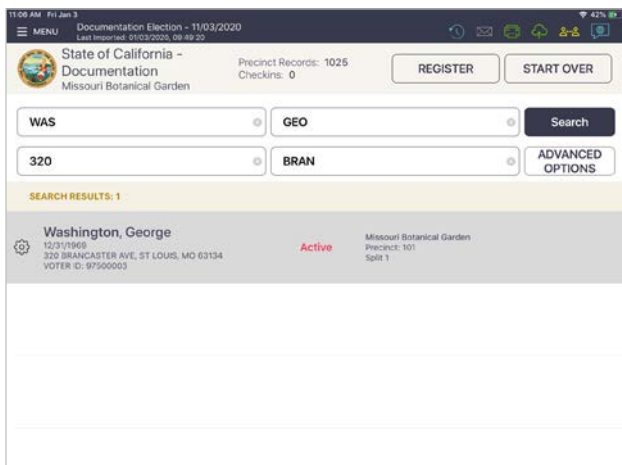 11:06 AM Fri Jan 3
42%
MENU
Documentation Election - 11/03/2020
Last Imported: 01/03/2020, 09:49:20
State of California -
Documentation
Missouri Botanical Garden
Precinct Records: 1025
Checkins: 0
REGISTER
START OVER
WAS
GEO
Search
320
BRAN
ADVANCED
OPTIONS
SEARCH RESULTS: 1
Washington, George
12/31/1969
320 BRANCASTER AVE, ST LOUIS, MO 63134
VOTER ID: 97500003
Active
Missouri Botanical Garden
Precinct: 101
Split 1